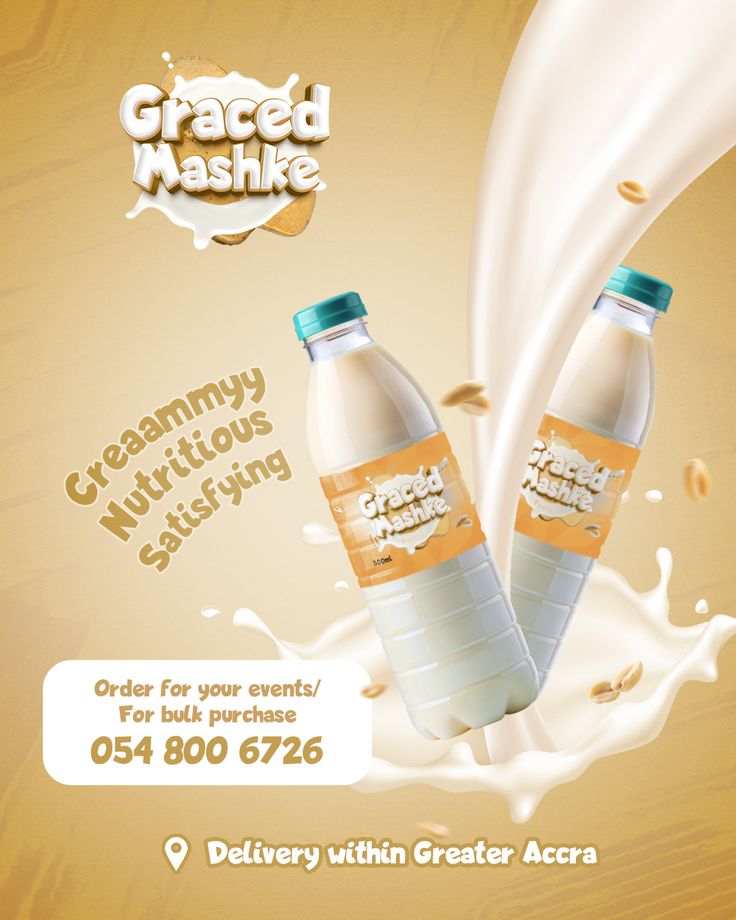 Graced
Mashke
Creaammyy
Nutritious
Satisfying
Graced
Mashke
500ml
Graced
Mashke
Order for your events/
For bulk purchase
054 800 6726
Delivery within Greater Accra